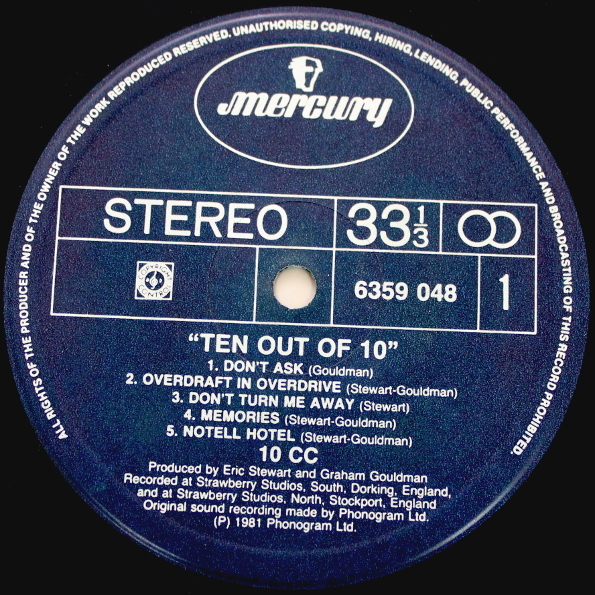 ALL RIGHTS OF THE PRODUCER AND OF THE OWNER OF THE WORK REPRODUCED RESERVED. UNAUTHORISED COPYING, HIRING, LENDING, PUBLIC PERFORMANCE AND BROADCASTING OF THIS RECORD PROHIBITED.
mercury
STEREO 33 1/3
6359 048 1
COPYRIGHT CONTROL
"TEN OUT OF 10"
1. DON'T ASK (Gouldman)
2. OVERDRAFT IN OVERDRIVE (Stewart-Gouldman)
3. DON'T TURN ME AWAY (Stewart)
4. MEMORIES (Stewart-Gouldman)
5. NOTELL HOTEL (Stewart-Gouldman)
10 CC
Produced by Eric Stewart and Graham Gouldman
Recorded at Strawberry Studios, South, Dorking, England,
and at Strawberry Studios, North, Stockport, England
Original sound recording made by Phonogram Ltd.
(P) 1981 Phonogram Ltd.